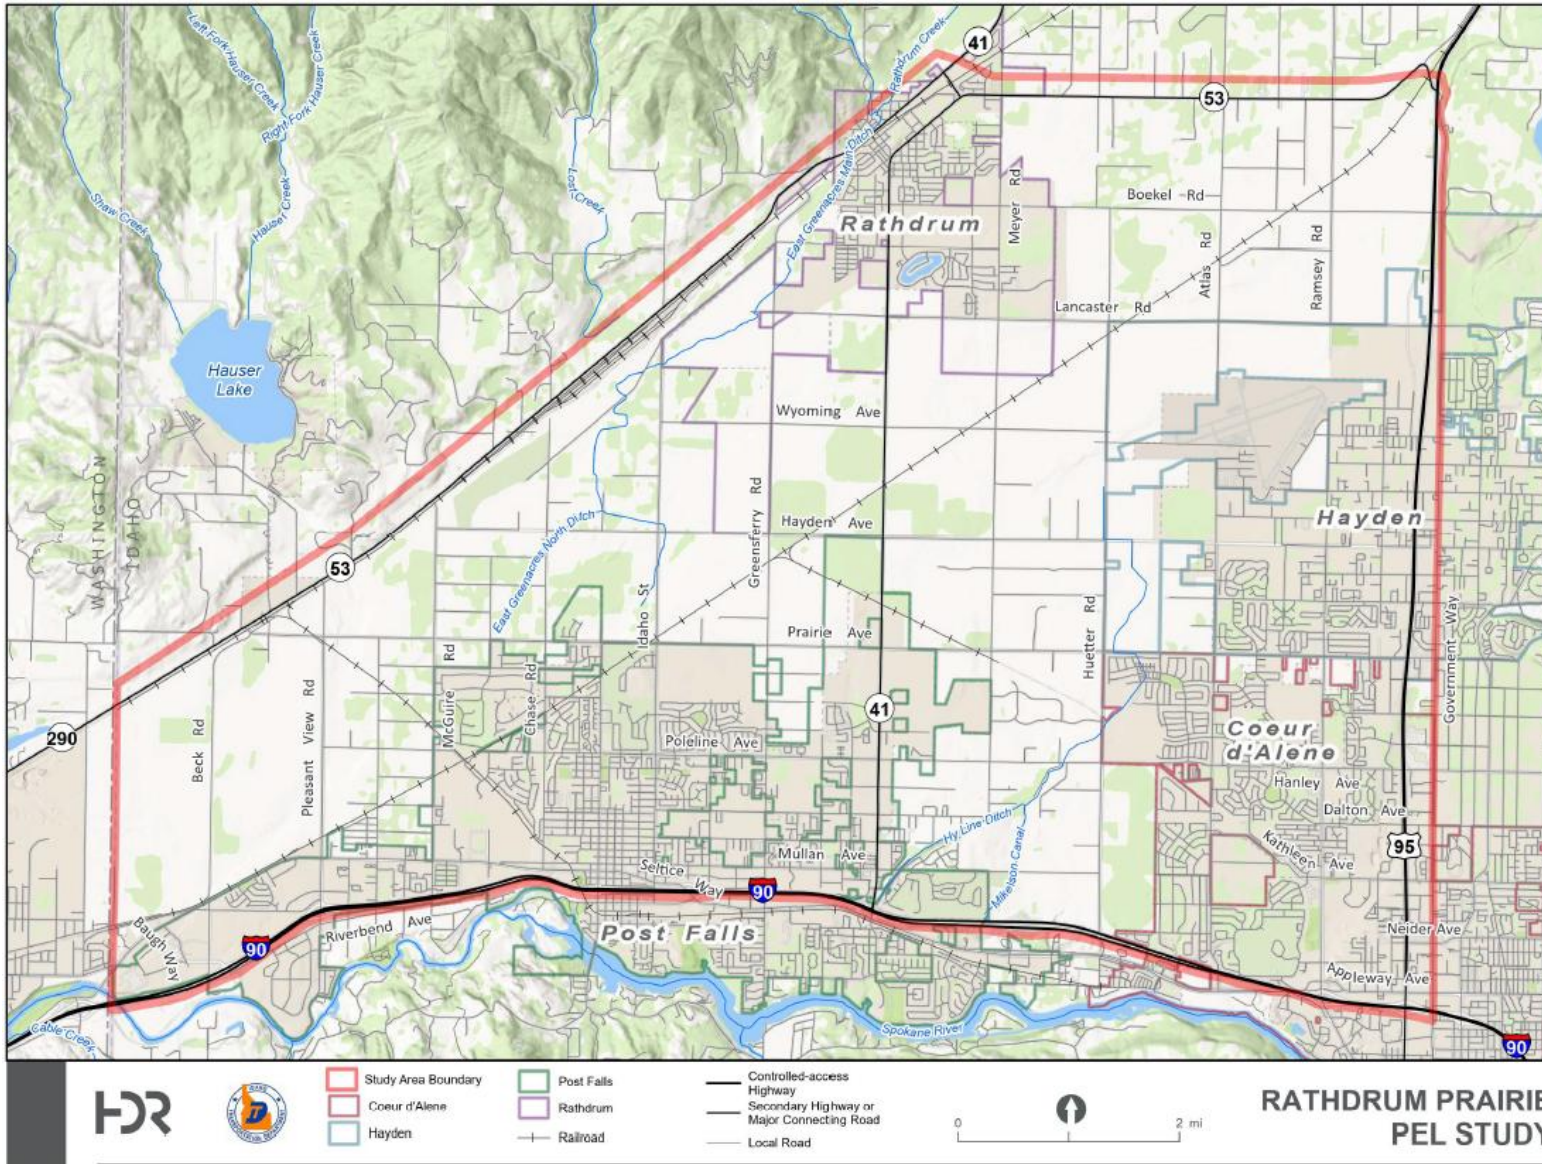 Left Fork Hauser Creek
Right Fork Hauser Creek
Rathdrum Creek
41
53
Shaw Creek
Hauser Creek
Lost Creek
East Greenacres Main Ditch
Meyer Rd
Boekel Rd
Rathdrum
Atlas Rd
Ramsey Rd
Lancaster Rd
Hauser
Lake
Wyoming Ave
WASHINGTON
IDAHO
Greensferry Rd
Hayden Ave
Hayden
East Greenacres North Ditch
53
Idaho St
Prairie Ave
Huetter Rd
Government Way
McGuire Rd
Chase Rd
41
290
Beck Rd
Pleasant View Rd
Poleline Ave
Coeur
d'Alene
Hanley Ave
Dalton Ave
Hy Line Ditch
Mullan Ave
Kathleen Ave
95
Seltice Way
90
Mikelson Canal
Baugh Way
Riverbend Ave
90
Post Falls
Neider Ave
Appleway Ave
Cable Creek
Spokane River
90
HDR
Study Area Boundary
Coeur d'Alene
Hayden
Post Falls
Rathdrum
Railroad
Controlled-access
Highway
Secondary Highway or
Major Connecting Road
Local Road
0
2 mi
RATHDRUM PRAIRIE
PEL STUDY